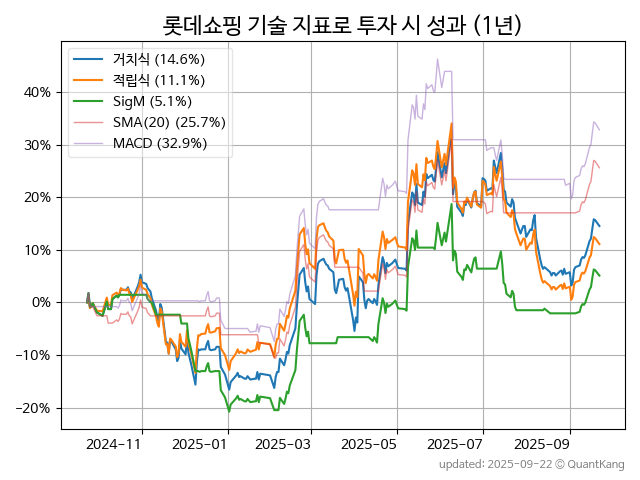 롯데쇼핑 기술 지표로 투자 시 성과 (1년)
거치식 (14.6%)
적립식 (11.1%)
SigM (5.1%)
SMA(20) (25.7%)
MACD (32.9%)
40%
30%
20%
10%
0%
−10%
−20%
2024-11
2025-01
2025-03
2025-05
2025-07
2025-09
updated: 2025-09-22 © QuantKang